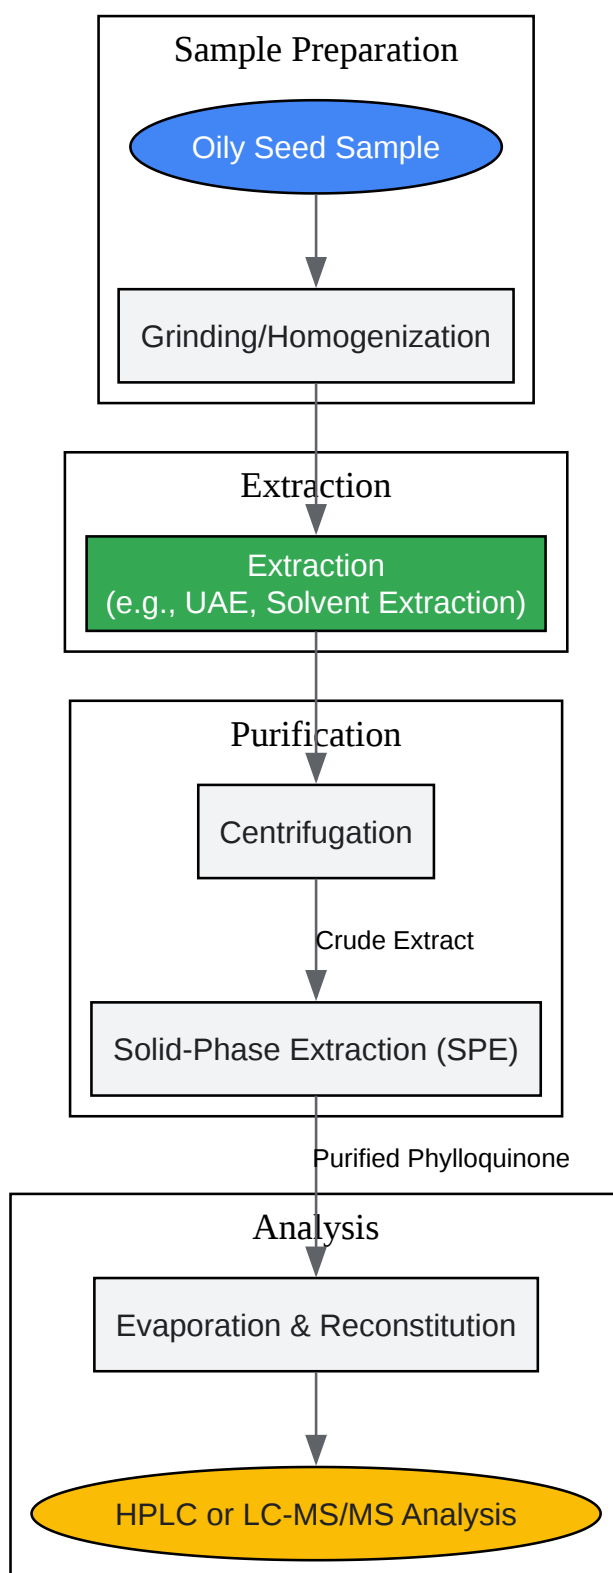 Sample Preparation
Oily Seed Sample
Grinding/Homogenization
Extraction
Extraction
(e.g., UAE, Solvent Extraction)
Purification
Centrifugation
Crude Extract
Solid-Phase Extraction (SPE)
Purified Phylloquinone
Analysis
Evaporation & Reconstitution
HPLC or LC-MS/MS Analysis